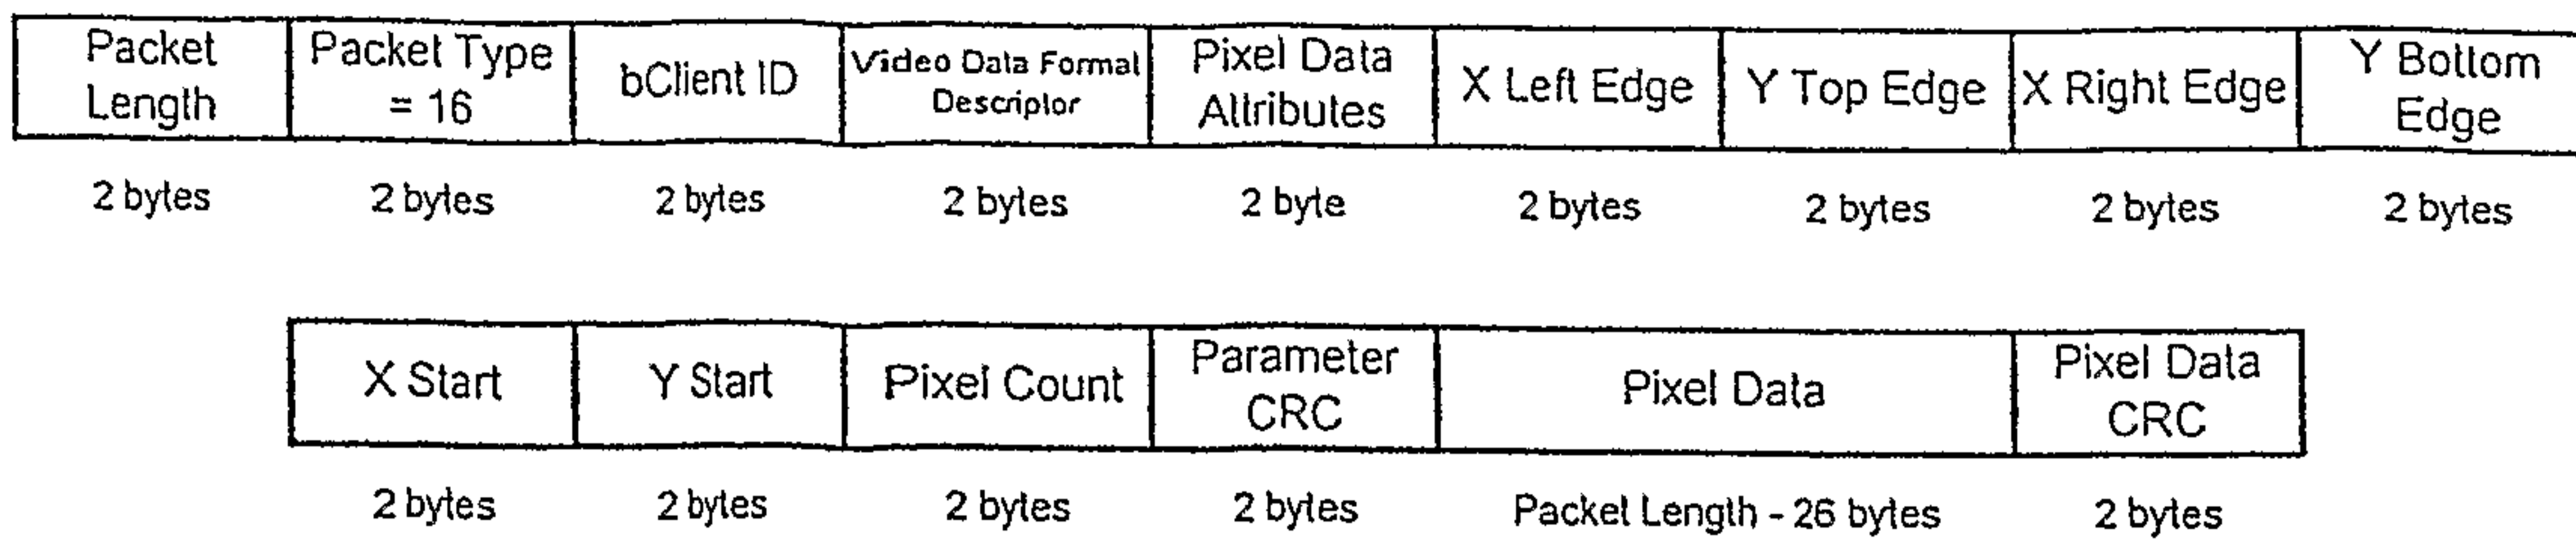 Packet Length
Packet Type = 16
bClient ID
Video Data Format Descriptor
Pixel Data Attributes
X Left Edge
Y Top Edge
X Right Edge
Y Bottom Edge
2 bytes
2 bytes
2 bytes
2 bytes
2 byte
2 bytes
2 bytes
2 bytes
2 bytes
X Start
Y Start
Pixel Count
Parameter CRC
Pixel Data
Pixel Data CRC
2 bytes
2 bytes
2 bytes
2 bytes
Packet Length - 26 bytes
2 bytes